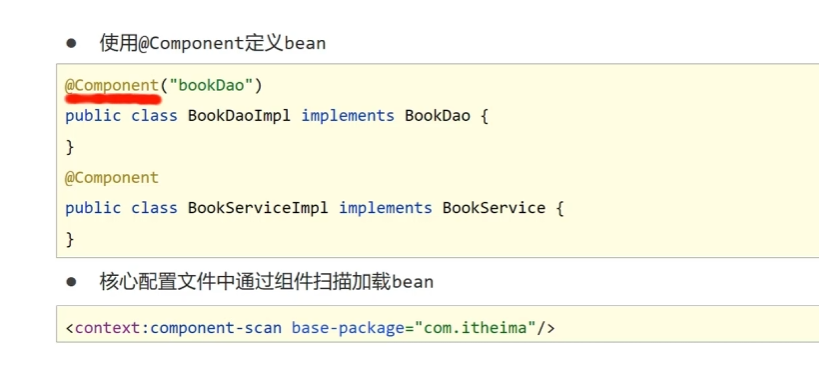 ● 使用@Component定义bean
@Component("bookDao")
public class BookDaoImpl implements BookDao {
}
@Component
public class BookServiceImpl implements BookService {
}
● 核心配置文件中通过组件扫描加载bean
<context:component-scan base-package="com.itheima"/>